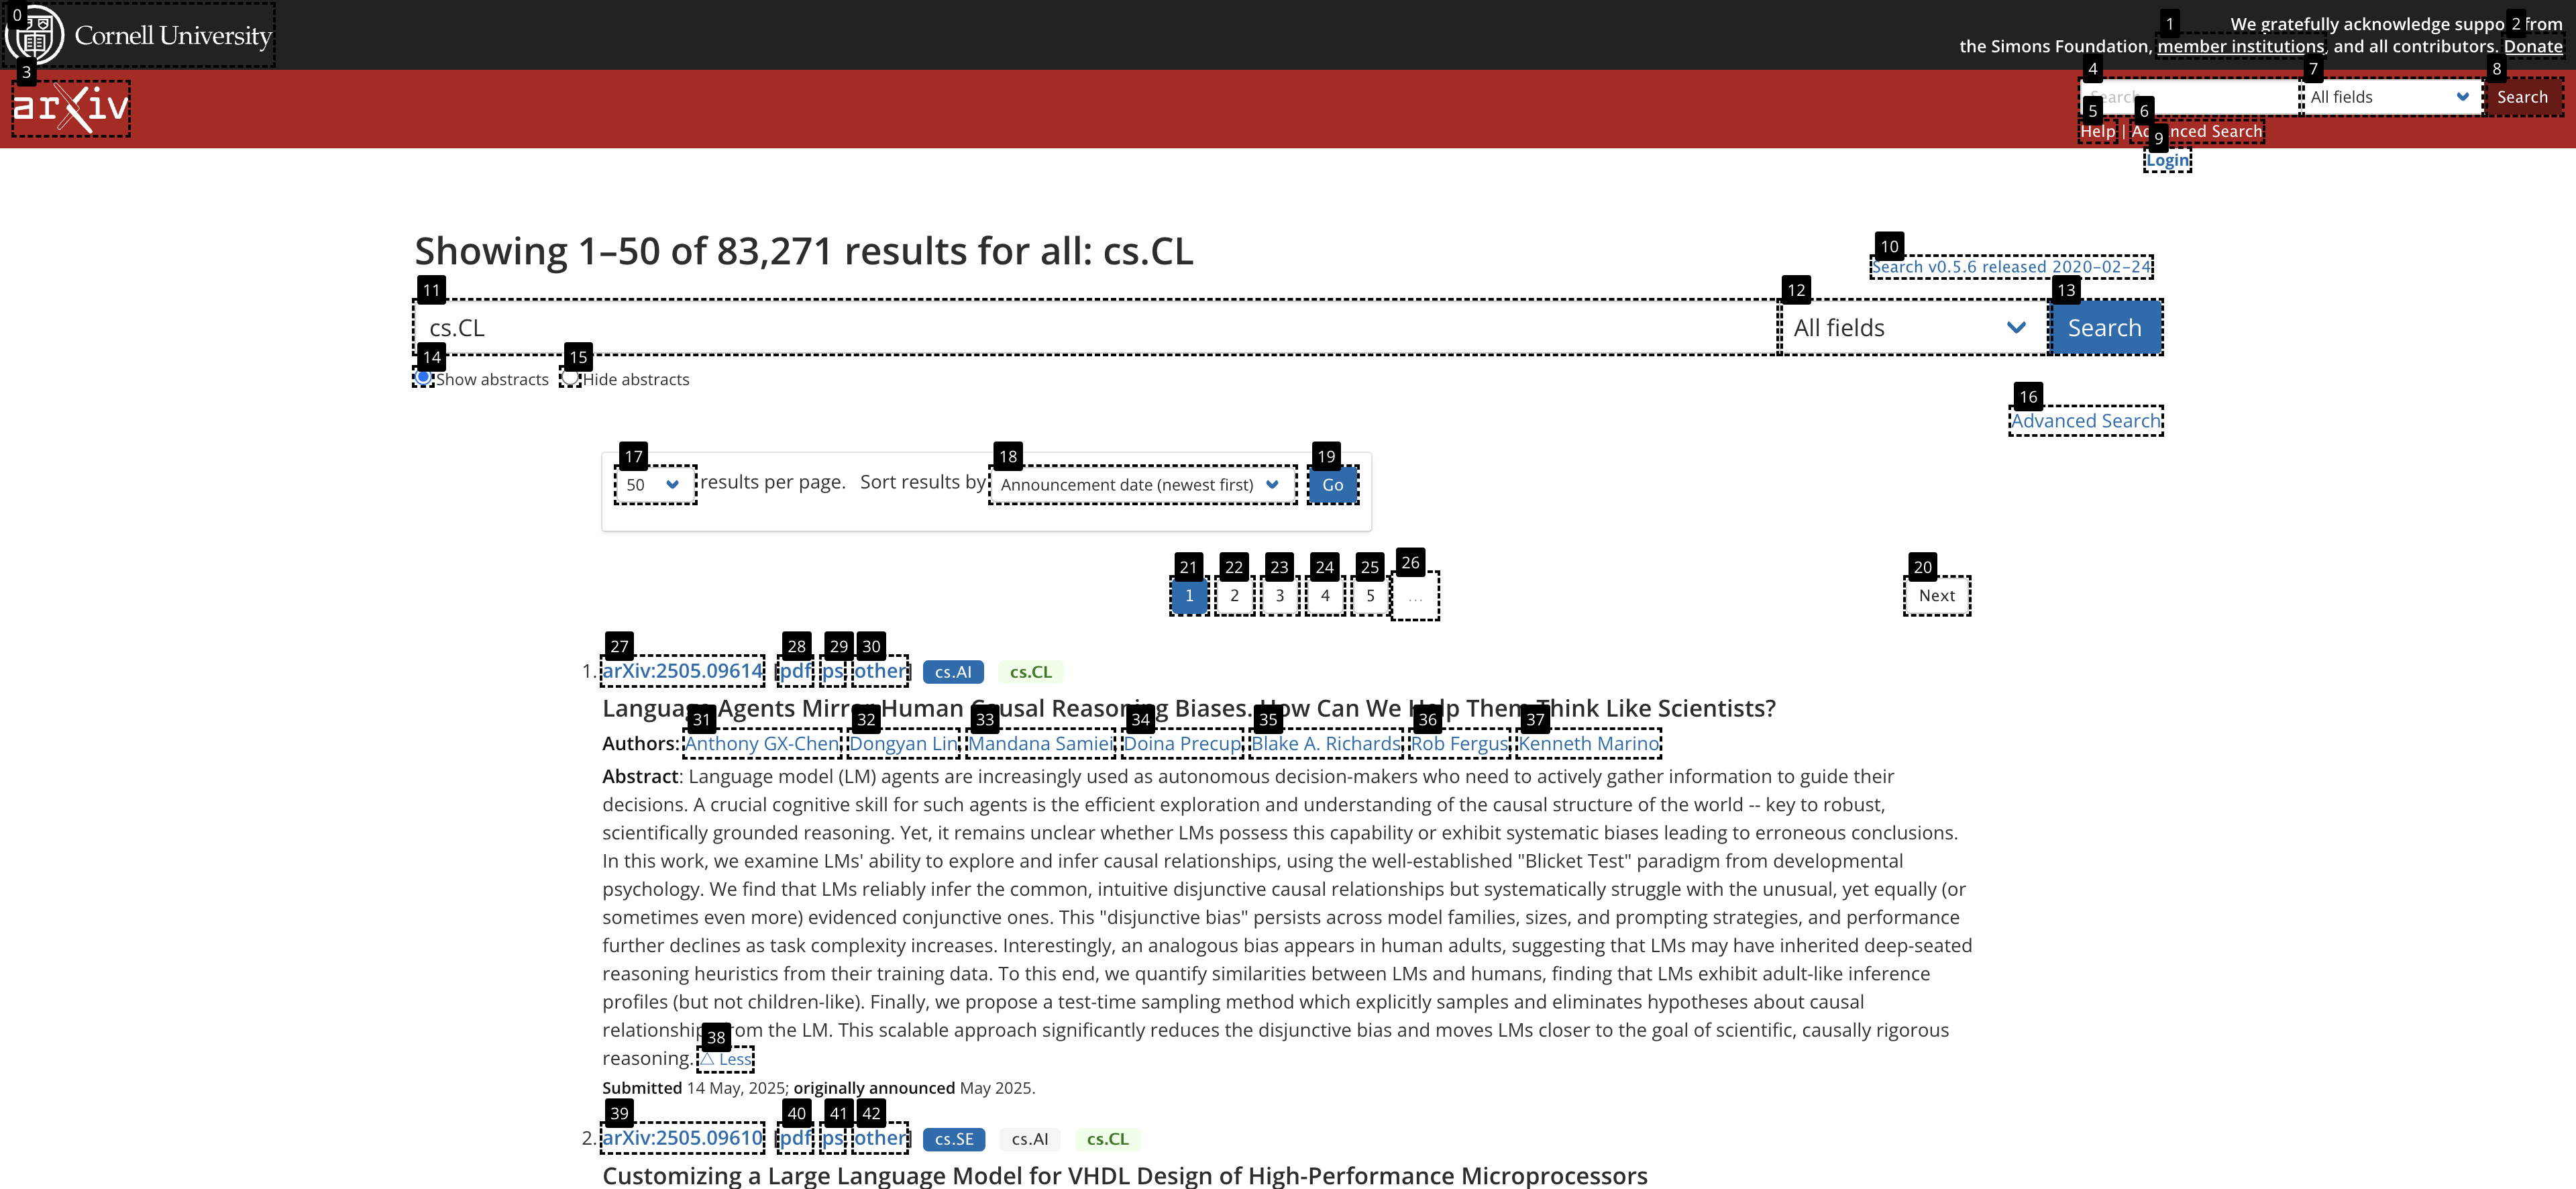 Cornell University
We gratefully acknowledge support from
the Simons Foundation, member institutions, and all contributors. Donate
0
1
2
3
arXiv
4
7
8
Search
All fields
Search
5
6
Help | Advanced Search
9
Login
Showing 1–50 of 83,271 results for all: cs.CL
10
Search v0.5.6 released 2020-02-24
11
12
13
cs.CL
All fields
Search
14
15
Show abstracts
Hide abstracts
16
Advanced Search
17
18
19
50
results per page. Sort results by
Announcement date (newest first)
Go
21
22
23
24
25
26
20
1
2
3
4
5
...
Next
27
28
29
30
1. arXiv:2505.09614 [pdf, ps, other] cs.AI cs.CL
Language Agents Mirror Human Causal Reasoning Biases. How Can We Help Them Think Like Scientists?
31
32
33
34
35
36
37
Authors: Anthony GX-Chen, Dongyan Lin, Mandana Samiei, Doina Precup, Blake A. Richards, Rob Fergus, Kenneth Marino
Abstract: Language model (LM) agents are increasingly used as autonomous decision-makers who need to actively gather information to guide their
decisions. A crucial cognitive skill for such agents is the efficient exploration and understanding of the causal structure of the world -- key to robust,
scientifically grounded reasoning. Yet, it remains unclear whether LMs possess this capability or exhibit systematic biases leading to erroneous conclusions.
In this work, we examine LMs' ability to explore and infer causal relationships, using the well-established "Blicket Test" paradigm from developmental
psychology. We find that LMs reliably infer the common, intuitive disjunctive causal relationships but systematically struggle with the unusual, yet equally (or
sometimes even more) evidenced conjunctive ones. This "disjunctive bias" persists across model families, sizes, and prompting strategies, and performance
further declines as task complexity increases. Interestingly, an analogous bias appears in human adults, suggesting that LMs may have inherited deep-seated
reasoning heuristics from their training data. To this end, we quantify similarities between LMs and humans, finding that LMs exhibit adult-like inference
profiles (but not children-like). Finally, we propose a test-time sampling method which explicitly samples and eliminates hypotheses about causal
relationships from the LM. This scalable approach significantly reduces the disjunctive bias and moves LMs closer to the goal of scientific, causally rigorous
38
reasoning. △ Less
Submitted 14 May, 2025; originally announced May 2025.
39
40
41
42
2. arXiv:2505.09610 [pdf, ps, other] cs.SE cs.AI cs.CL
Customizing a Large Language Model for VHDL Design of High-Performance Microprocessors